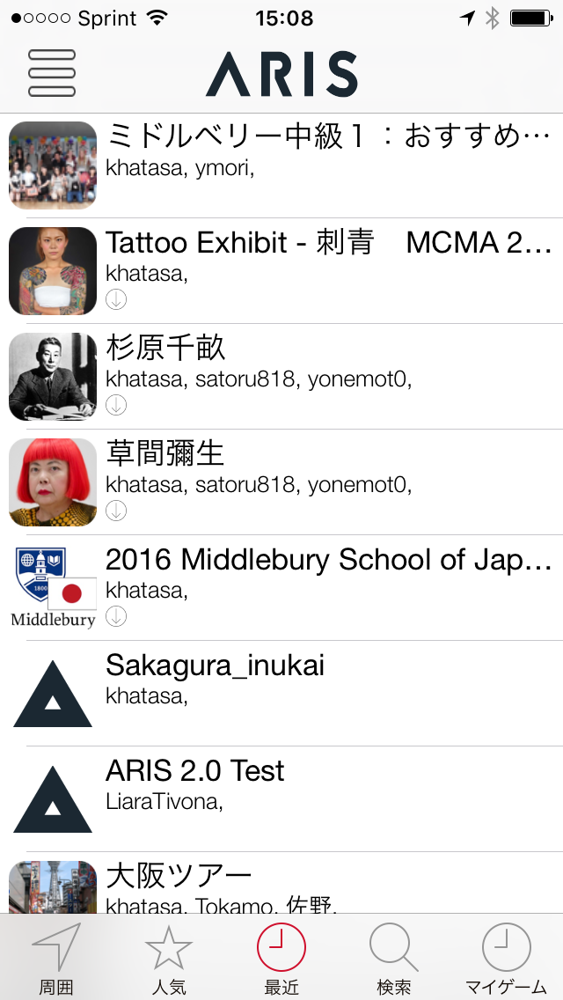 Sprint 15:08
ARIS
ミドルベリー中級１：おすすめ…
khatasa, ymori,
Tattoo Exhibit - 刺青　MCMA 2...
khatasa,
杉原千畝
khatasa, satoru818, yonemot0,
草間彌生
khatasa, satoru818, yonemot0,
1800
Middlebury
2016 Middlebury School of Jap...
khatasa,
Sakagura_inukai
khatasa,
ARIS 2.0 Test
LiaraTivona,
大阪ツアー
khatasa, Tokamo, 佐野,
周囲 人気 最近 検索 マイゲーム